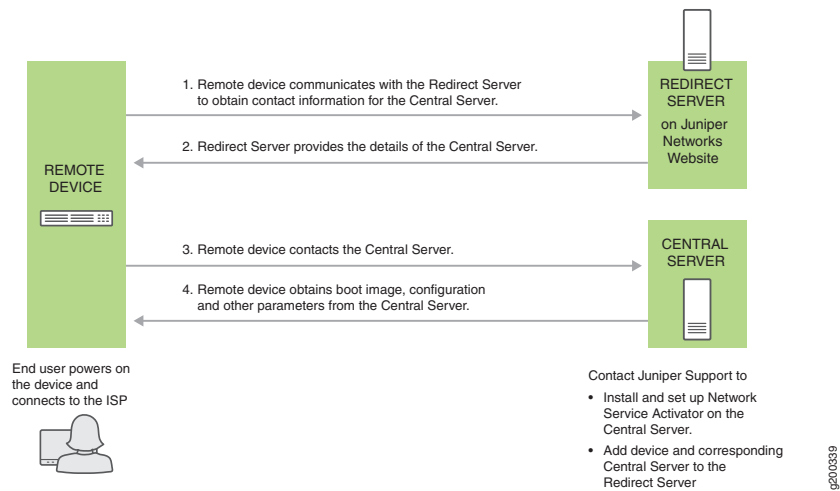 1. Remote device communicates with the Redirect Server
to obtain contact information for the Central Server.
REDIRECT
SERVER
on Juniper
Networks
Website
2. Redirect Server provides the details of the Central Server.
REMOTE
DEVICE
3. Remote device contacts the Central Server.
CENTRAL
SERVER
4. Remote device obtains boot image, configuration
and other parameters from the Central Server.
End user powers on
the device and
connects to the ISP
Contact Juniper Support to
• Install and set up Network
Service Activator on the
Central Server.
• Add device and corresponding
Central Server to the
Redirect Server
g200339